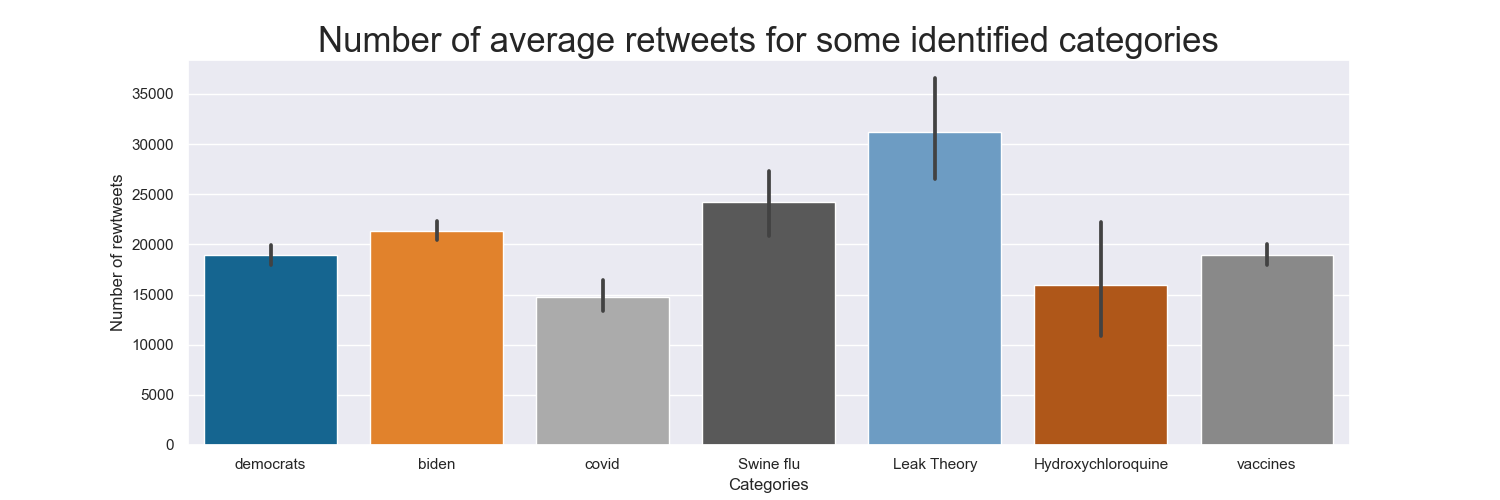 Number of average retweets for some identified categories
35000
30000
25000
20000
15000
10000
5000
0
Number of rewtweets
democrats biden covid Swine flu Leak Theory Hydroxychloroquine vaccines
Categories